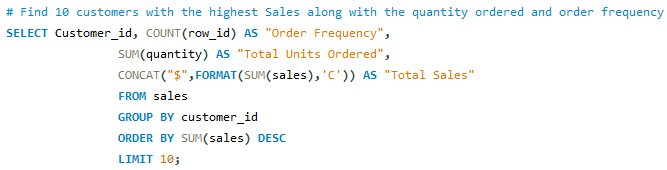 # Find 10 customers with the highest Sales along with the quantity ordered and order frequency
SELECT Customer_id, COUNT(row_id) AS "Order Frequency",
SUM(quantity) AS "Total Units Ordered",
CONCAT("$",FORMAT(SUM(sales),'C')) AS "Total Sales"
FROM sales
GROUP BY customer_id
ORDER BY SUM(sales) DESC
LIMIT 10;